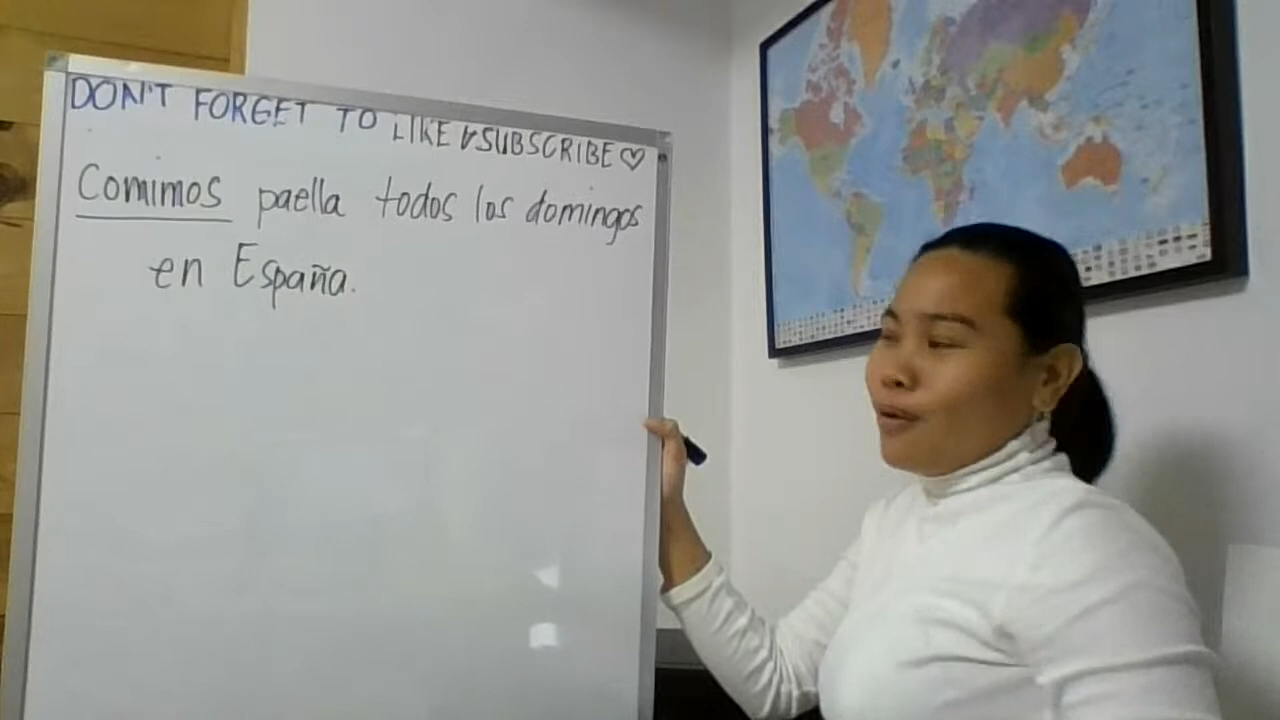 DON'T FORGET TO LIKE & SUBSCRIBE ♡
Comimos paella todos los domingos
en España.